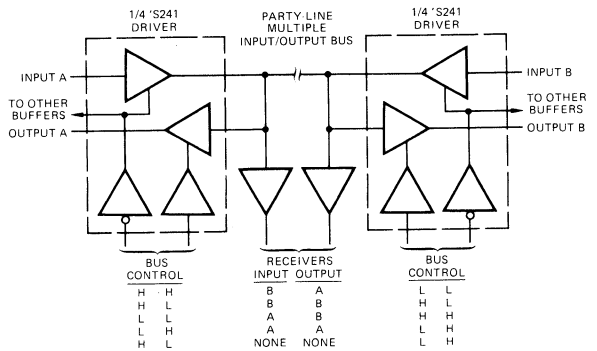 1/4 'S241
DRIVER
PARTY-LINE
MULTIPLE
INPUT/OUTPUT BUS
1/4 'S241
DRIVER
INPUT A
INPUT B
TO OTHER
BUFFERS
TO OTHER
BUFFERS
OUTPUT A
OUTPUT B
BUS
CONTROL
RECEIVERS
INPUT OUTPUT
BUS
CONTROL
H H B A L L
H L B B H L
L L A B L H
L H A A L H
H L NONE NONE H L